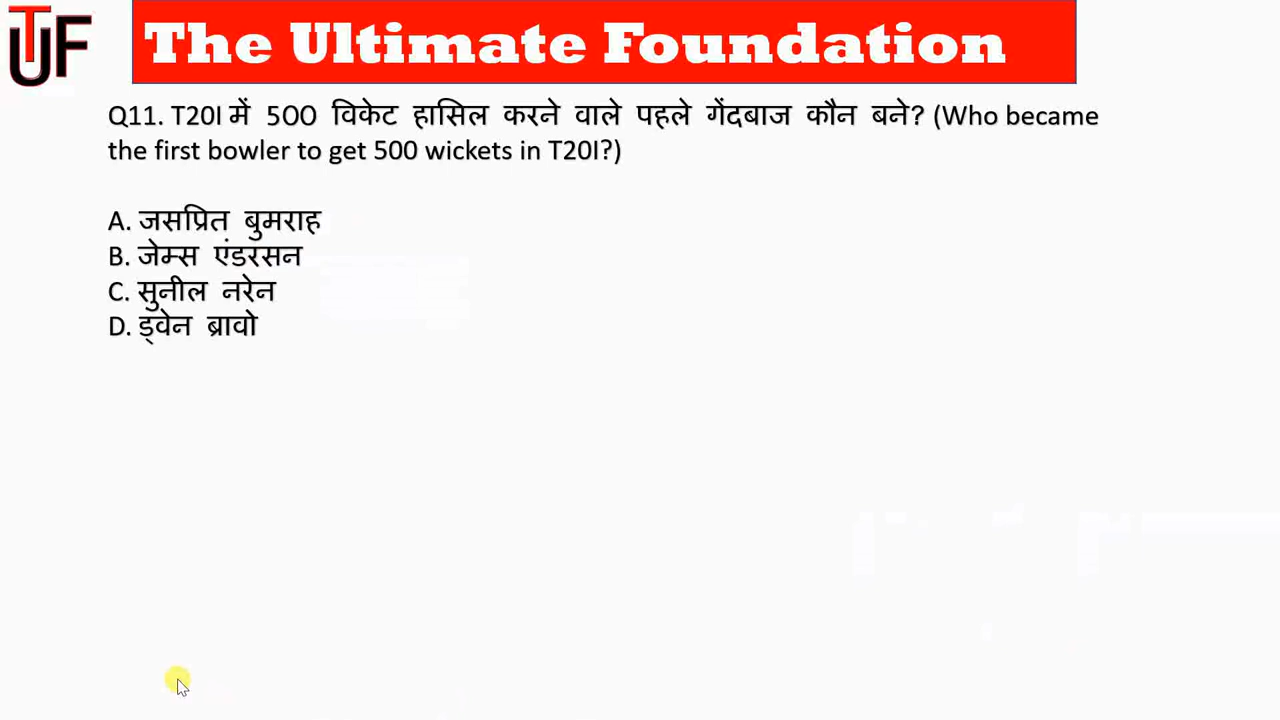 TUF
The Ultimate Foundation
Q11. T20I में 500 विकेट हासिल करने वाले पहले गेंदबाज कौन बने? (Who became
the first bowler to get 500 wickets in T20I?)
A. जसप्रित बुमराह
B. जेम्स एंडरसन
C. सुनील नरेन
D. ड्वेन ब्रावो